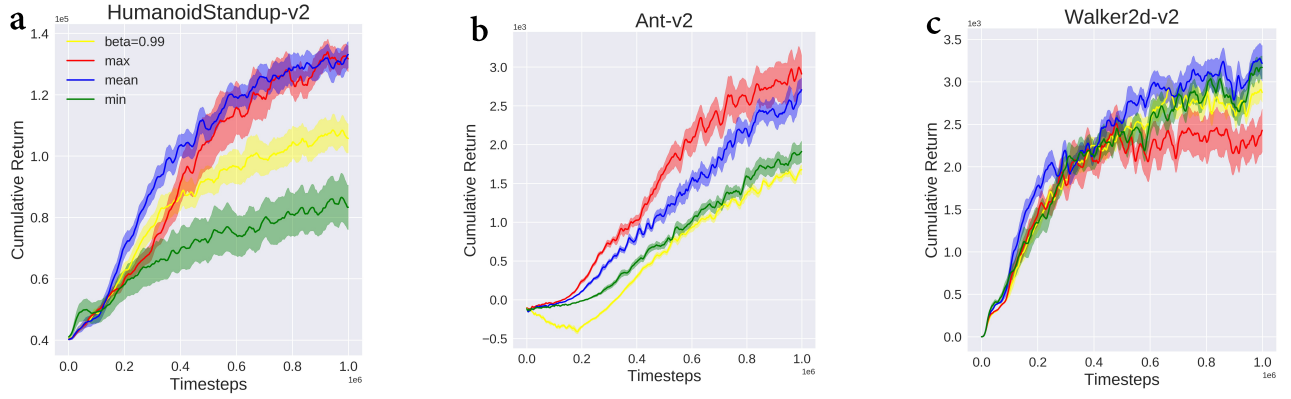 a
HumanoidStandup-v2
1e5
1.4
1.2
1.0
0.8
0.6
0.4
Cumulative Return
beta=0.99
max
mean
min
0.0 0.2 0.4 0.6 0.8 1.0
Timesteps
1e6
b
Ant-v2
1e3
3.0
2.5
2.0
1.5
1.0
0.5
0.0
−0.5
Cumulative Return
0.0 0.2 0.4 0.6 0.8 1.0
Timesteps
1e6
c
Walker2d-v2
1e3
3.5
3.0
2.5
2.0
1.5
1.0
0.5
0.0
Cumulative Return
0.0 0.2 0.4 0.6 0.8 1.0
Timesteps
1e6